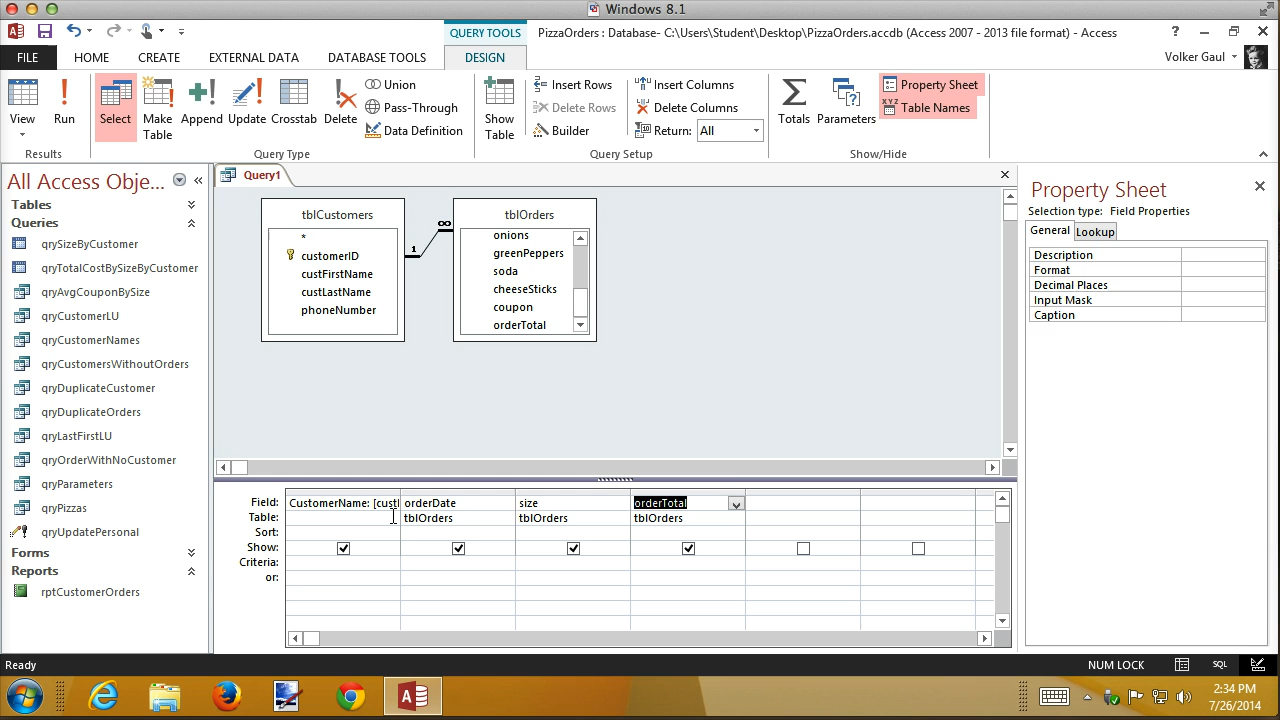 Windows 8.1
QUERY TOOLS
PizzaOrders : Database- C:\Users\Student\Desktop\PizzaOrders.accdb (Access 2007 - 2013 file format) - Access
FILE HOME CREATE EXTERNAL DATA DATABASE TOOLS DESIGN
Volker Gaul
View
Run
Select
Make Table
Append
Update
Crosstab
Delete
Union
Pass-Through
Data Definition
Show Table
Insert Rows
Delete Rows
Builder
Insert Columns
Delete Columns
Return: All
Totals
Parameters
Property Sheet
Table Names
Results
Query Type
Query Setup
Show/Hide
All Access Obje...
Tables
Queries
qrySizeByCustomer
qryTotalCostBySizeByCustomer
qryAvgCouponBySize
qryCustomerLU
qryCustomerNames
qryCustomersWithoutOrders
qryDuplicateCustomer
qryDuplicateOrders
qryLastFirstLU
qryOrderWithNoCustomer
qryParameters
qryPizzas
qryUpdatePersonal
Forms
Reports
rptCustomerOrders
Query1
tblCustomers
*
customerID
custFirstName
custLastName
phoneNumber
1
∞
tblOrders
onions
greenPeppers
soda
cheeseSticks
coupon
orderTotal
Field: CustomerName: [cust orderDate size orderTotal
Table: tblOrders tblOrders tblOrders
Sort:
Show:
Criteria:
or:
Property Sheet
Selection type: Field Properties
General Lookup
Description
Format
Decimal Places
Input Mask
Caption
Ready
NUM LOCK
SQL
2:34 PM
7/26/2014